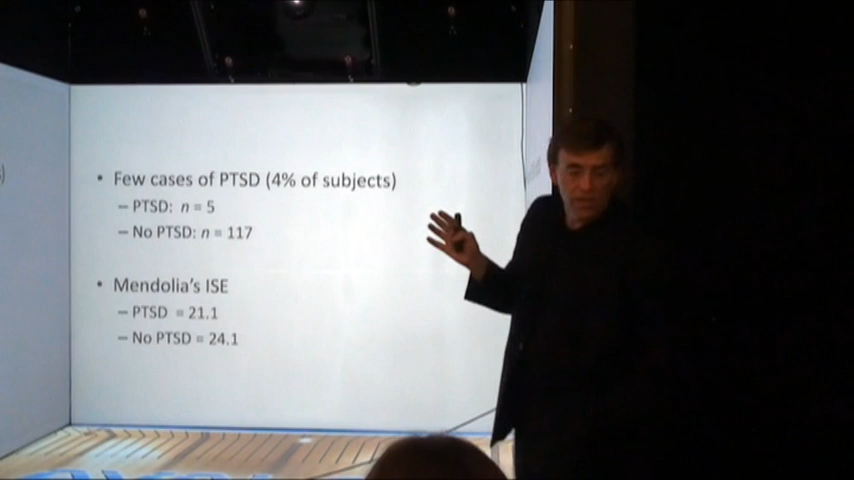 • Few cases of PTSD (4% of subjects)
– PTSD: n = 5
– No PTSD: n = 117
• Mendolia's ISE
– PTSD = 21.1
– No PTSD = 24.1